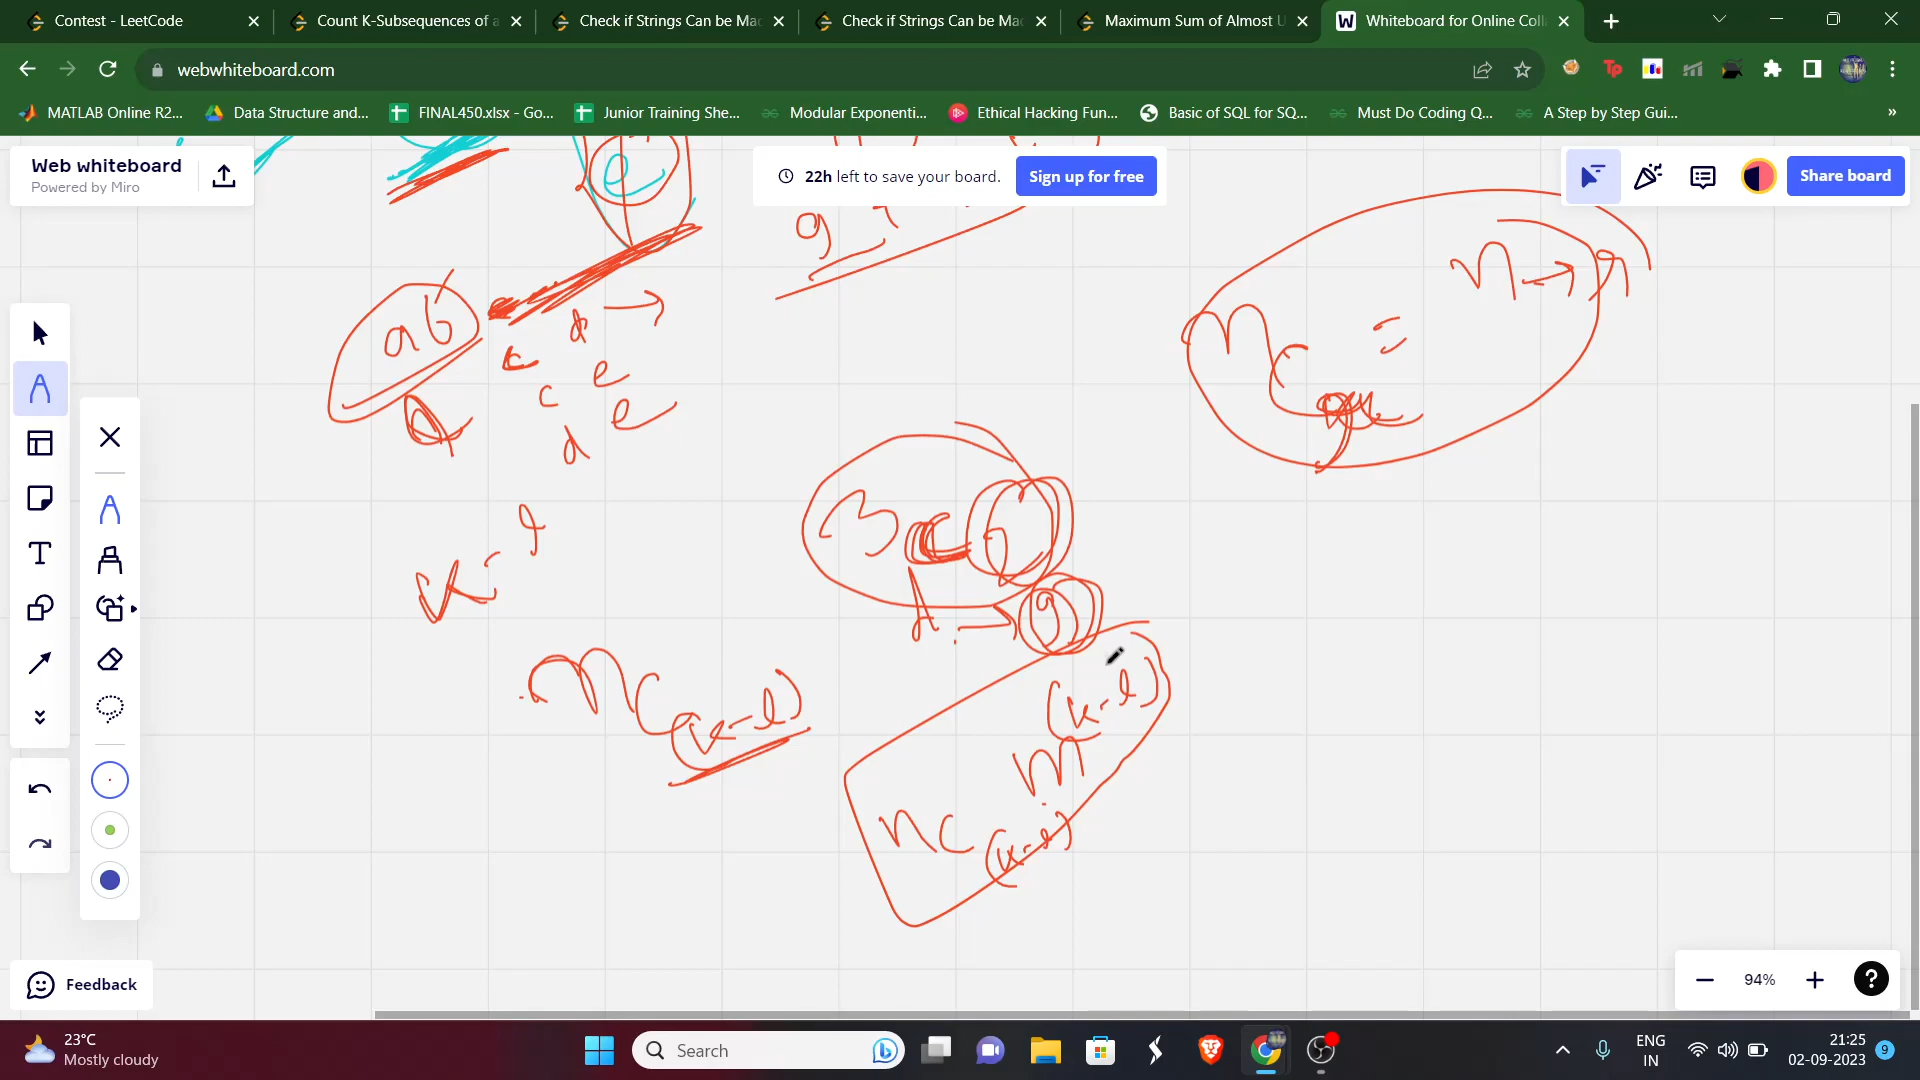 Contest - LeetCode
Count K-Subsequences of a
Check if Strings Can be Mad
Check if Strings Can be Mad
Maximum Sum of Almost U
Whiteboard for Online Coll
webwhiteboard.com
MATLAB Online R2...
Data Structure and...
FINAL450.xlsx - Go...
Junior Training She...
Modular Exponenti...
Ethical Hacking Fun...
Basic of SQL for SQ...
Must Do Coding Q...
A Step by Step Gui...
Web whiteboard
Powered by Miro
22h left to save your board.
Sign up for free
Share board
e
n → r
ab
d
c
n C =
e
c
e
d
3 C
k - l
n C (k-l)
(k-l)
m
n C (k-l)
94%
Feedback
23°C
Mostly cloudy
Search
ENG
IN
21:25
02-09-2023
9